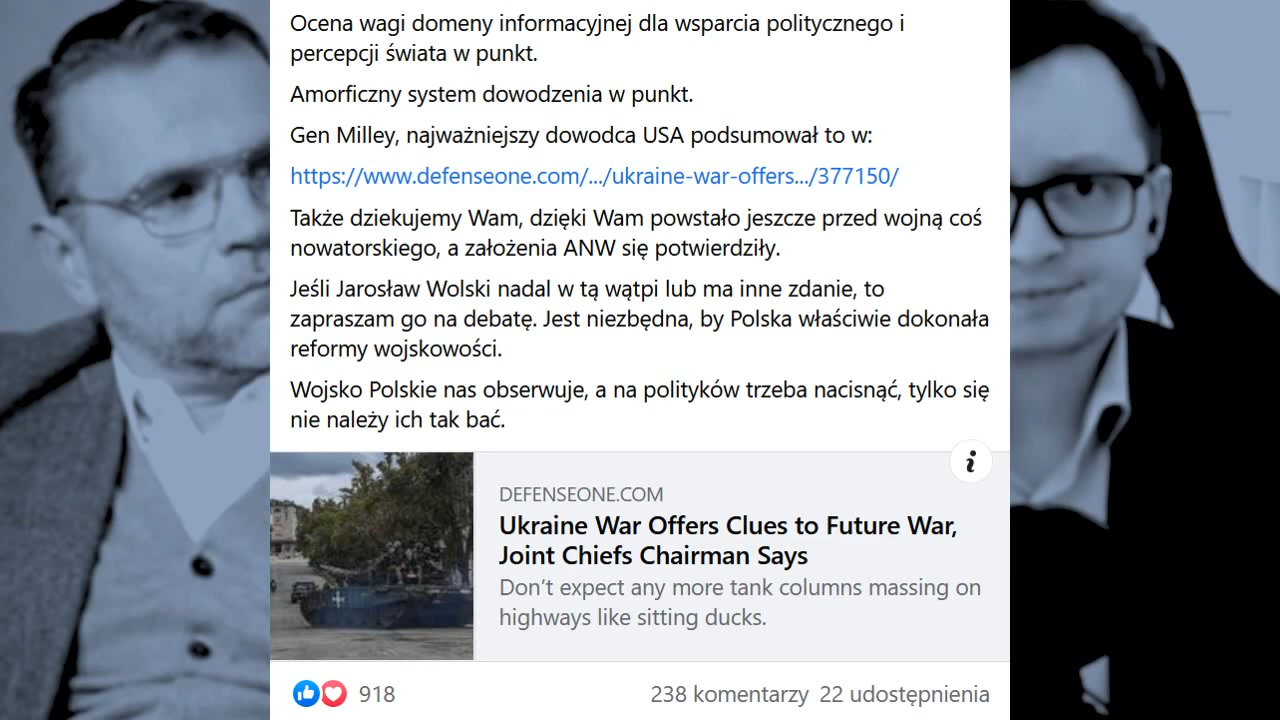 Ocena wagi domeny informacyjnej dla wsparcia politycznego i
percepcji świata w punkt.
Amorficzny system dowodzenia w punkt.
Gen Milley, najważniejszy dowodca USA podsumował to w:
https://www.defenseone.com/.../ukraine-war-offers.../377150/
Także dziekujemy Wam, dzięki Wam powstało jeszcze przed wojną coś
nowatorskiego, a założenia ANW się potwierdziły.
Jeśli Jarosław Wolski nadal w tą wątpi lub ma inne zdanie, to
zapraszam go na debatę. Jest niezbędna, by Polska właściwie dokonała
reformy wojskowości.
Wojsko Polskie nas obserwuje, a na polityków trzeba nacisnąć, tylko się
nie należy ich tak bać.
DEFENSEONE.COM
Ukraine War Offers Clues to Future War,
Joint Chiefs Chairman Says
Don't expect any more tank columns massing on
highways like sitting ducks.
918 238 komentarzy 22 udostępnienia